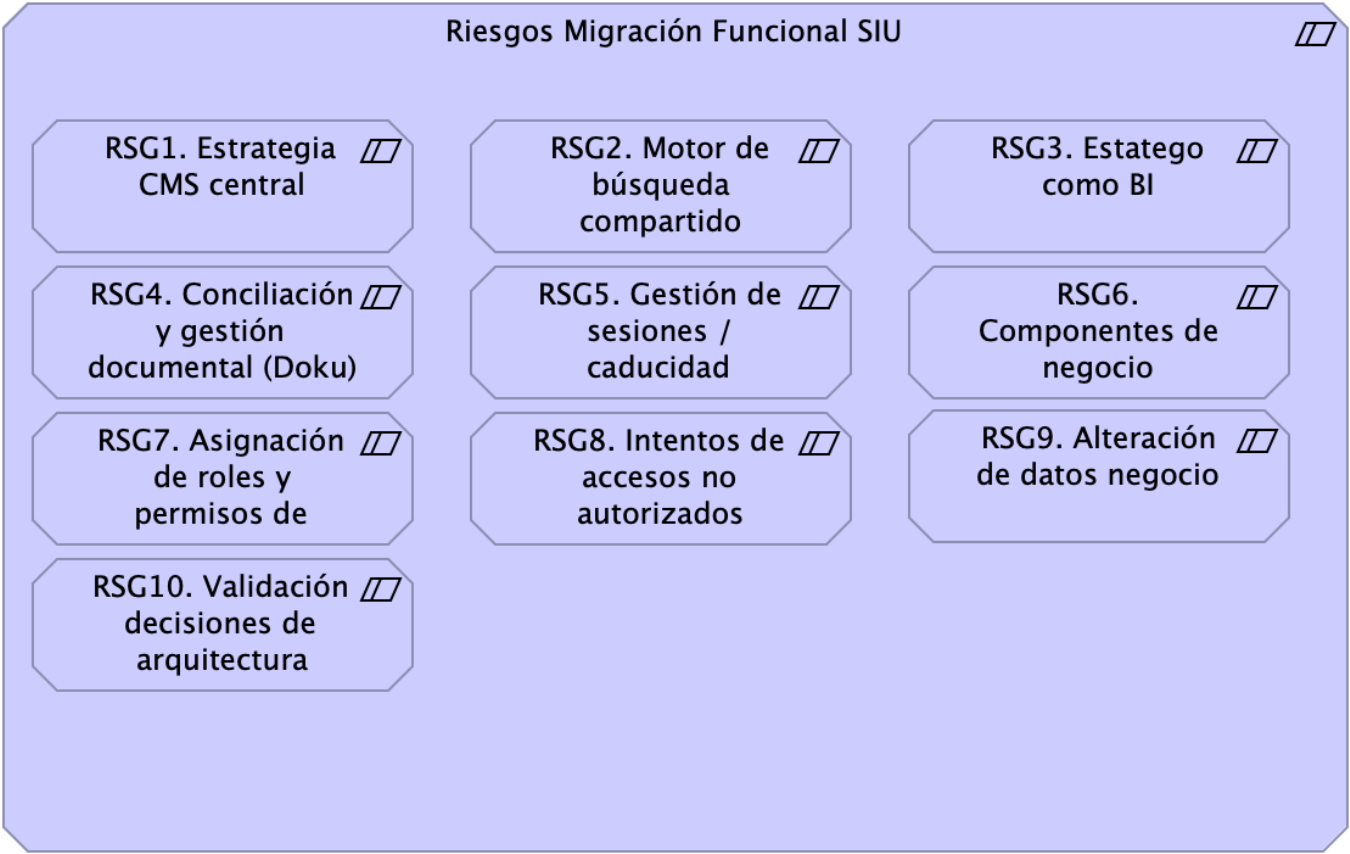 Riesgos Migración Funcional SIU
RSG1. Estrategia
CMS central
RSG2. Motor de
búsqueda
compartido
RSG3. Estatego
como BI
RSG4. Conciliación
y gestión
documental (Doku)
RSG5. Gestión de
sesiones /
caducidad
RSG6.
Componentes de
negocio
RSG7. Asignación
de roles y
permisos de
RSG8. Intentos de
accesos no
autorizados
RSG9. Alteración
de datos negocio
RSG10. Validación
decisiones de
arquitectura